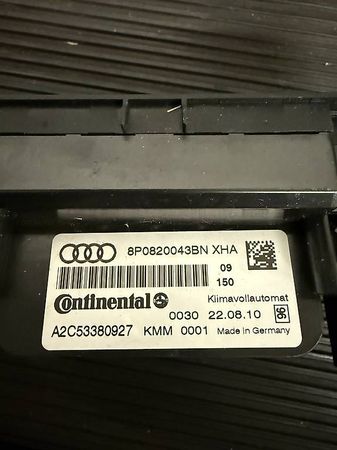 8P0820043BN XHA
09
150
Continental
Klimavollautomat
0030 22.08.10 96
A2C53380927 KMM 0001 Made in Germany